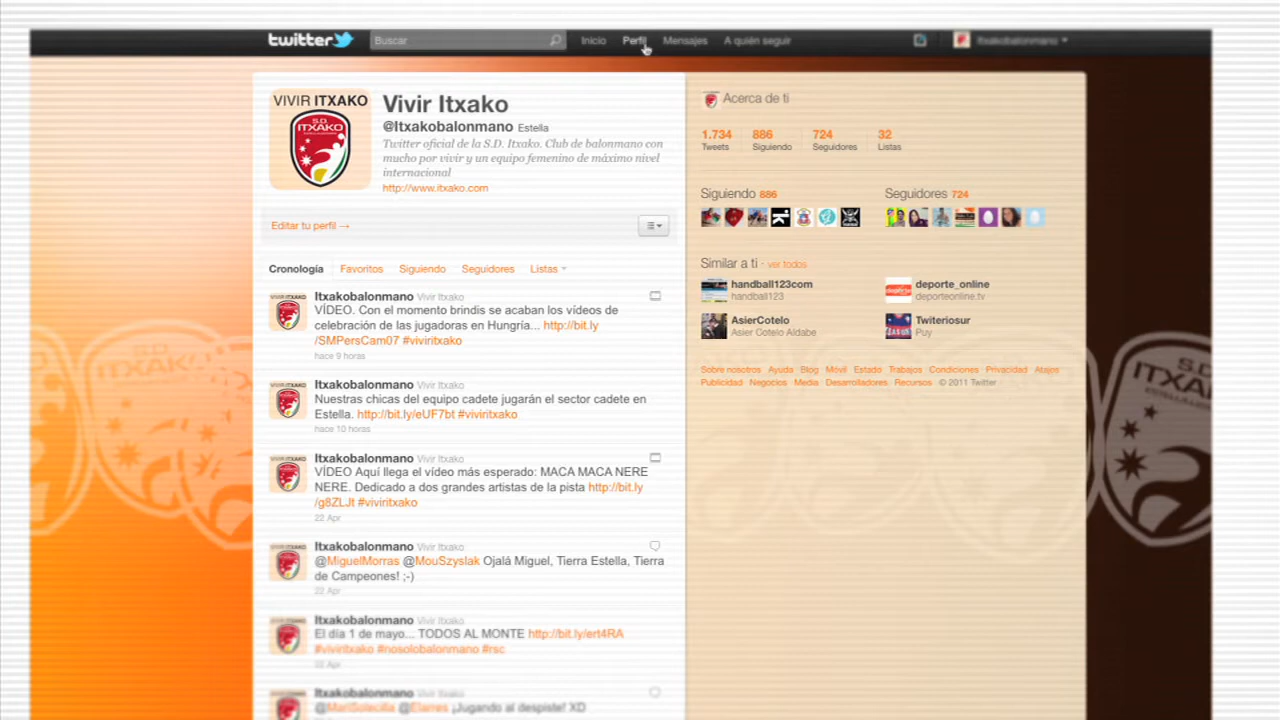 twitter
Buscar
Inicio Perfil Mensajes A quién seguir
Itxakobalonmano
VIVIR ITXAKO
S.D.
ITXAKO
Vivir Itxako
@Itxakobalonmano Estella
Twitter oficial de la S.D. Itxako. Club de balonmano con
mucho por vivir y un equipo femenino de máximo nivel
internacional
http://www.itxako.com
Editar tu perfil →
Cronología Favoritos Siguiendo Seguidores Listas
Itxakobalonmano Vivir Itxako
VÍDEO. Con el momento brindis se acaban los vídeos de
celebración de las jugadoras en Hungría... http://bit.ly
/SMPersCam07 #viviritxako
hace 9 horas
Itxakobalonmano Vivir Itxako
Nuestras chicas del equipo cadete jugarán el sector cadete en
Estella. http://bit.ly/eUF7bt #viviritxako
hace 10 horas
Itxakobalonmano Vivir Itxako
VÍDEO Aquí llega el vídeo más esperado: MACA MACA NERE
NERE. Dedicado a dos grandes artistas de la pista http://bit.ly
/g8ZLJt #viviritxako
22 Apr
Itxakobalonmano Vivir Itxako
@MiguelMorras @MouSzyslak Ojalá Miguel, Tierra Estella, Tierra
de Campeones! ;-)
22 Apr
Itxakobalonmano Vivir Itxako
El día 1 de mayo... TODOS AL MONTE http://bit.ly/ert4RA
#viviritxako #nosolobalonmano #rsc
22 Apr
Itxakobalonmano Vivir Itxako
@MariSolecilla @Elarres ¡Jugando al despiste! XD
Acerca de ti
1.734 886 724 32
Tweets Siguiendo Seguidores Listas
Siguiendo 886 Seguidores 724
Similar a ti · ver todos
handball123com
handball123
deporte_online
deporteonline.tv
AsierCotelo
Asier Cotelo Aldabe
Twiteriosur
Puy
Sobre nosotros Ayuda Blog Móvil Estado Trabajos Condiciones Privacidad Atajos
Publicidad Negocios Media Desarrolladores Recursos © 2011 Twitter
S.D.
ITXAKO